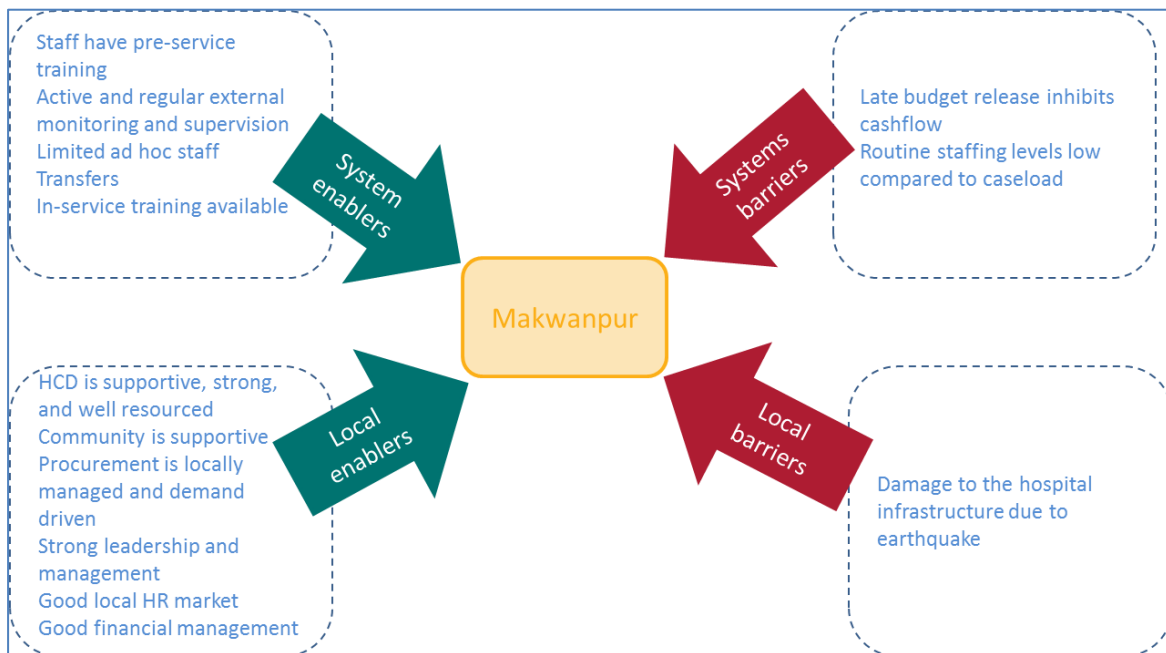 Staff have pre-service
training
Active and regular external
monitoring and supervision
Limited ad hoc staff
Transfers
In-service training available
System
enablers
Systems
barriers
Late budget release inhibits
cashflow
Routine staffing levels low
compared to caseload
Makwanpur
HCD is supportive, strong,
and well resourced
Community is supportive
Procurement is locally
managed and demand
driven
Strong leadership and
management
Good local HR market
Good financial management
Local
enablers
Local
barriers
Damage to the hospital
infrastructure due to
earthquake